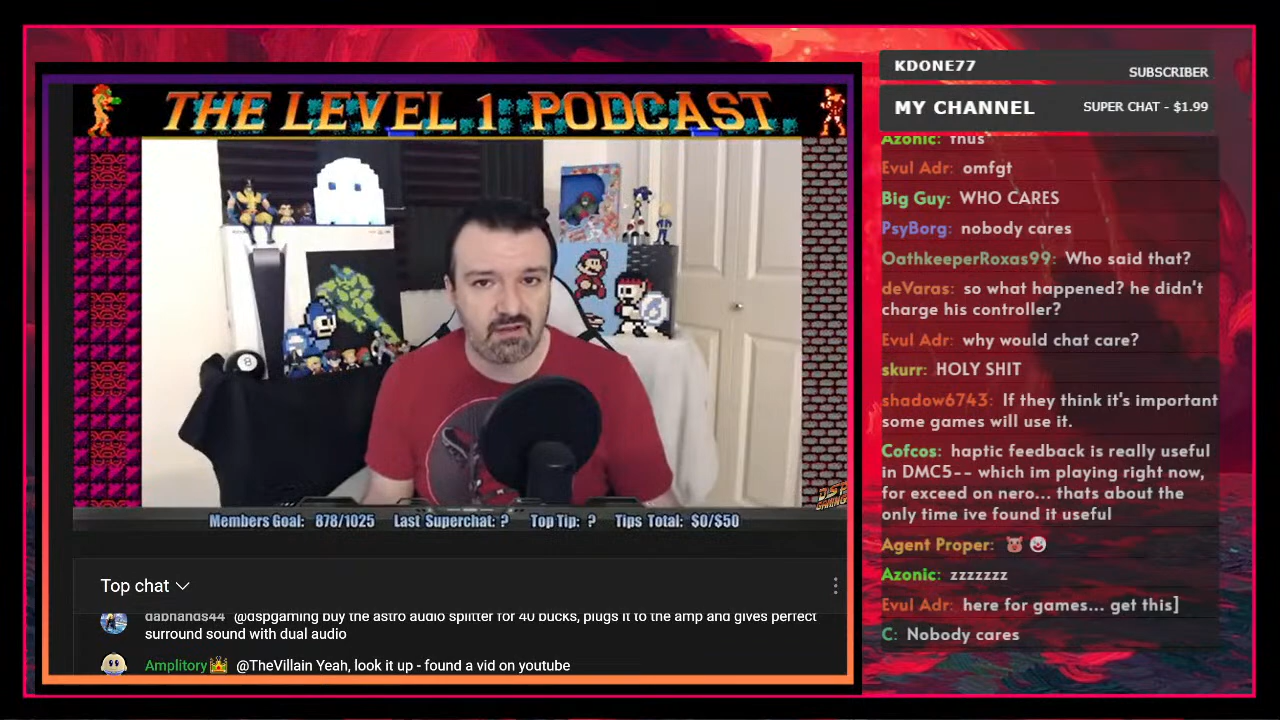 THE LEVEL 1 PODCAST
8
DSP
GAMING
Members Goal: 878/1025 Last Superchat: ? Top Tip: ? Tips Total: $0/$50
Top chat
dabhands44 @dspgaming buy the astro audio splitter for 40 bucks, plugs it to the amp and gives perfect
surround sound with dual audio
Amplitory @TheVillain Yeah, look it up - found a vid on youtube
KDONE77 SUBSCRIBER
MY CHANNEL SUPER CHAT - $1.99
Azonic:
Evul Adr: omfgt
Big Guy: WHO CARES
PsyBorg: nobody cares
OathkeeperRoxas99: Who said that?
deVaras: so what happened? he didn't
charge his controller?
Evul Adr: why would chat care?
skurr: HOLY SHIT
shadow6743: If they think it's important
some games will use it.
Cofcos: haptic feedback is really useful
in DMC5-- which im playing right now,
for exceed on nero... thats about the
only time ive found it useful
Agent Proper:
Azonic: zzzzzzz
Evul Adr: here for games... get this]
C: Nobody cares